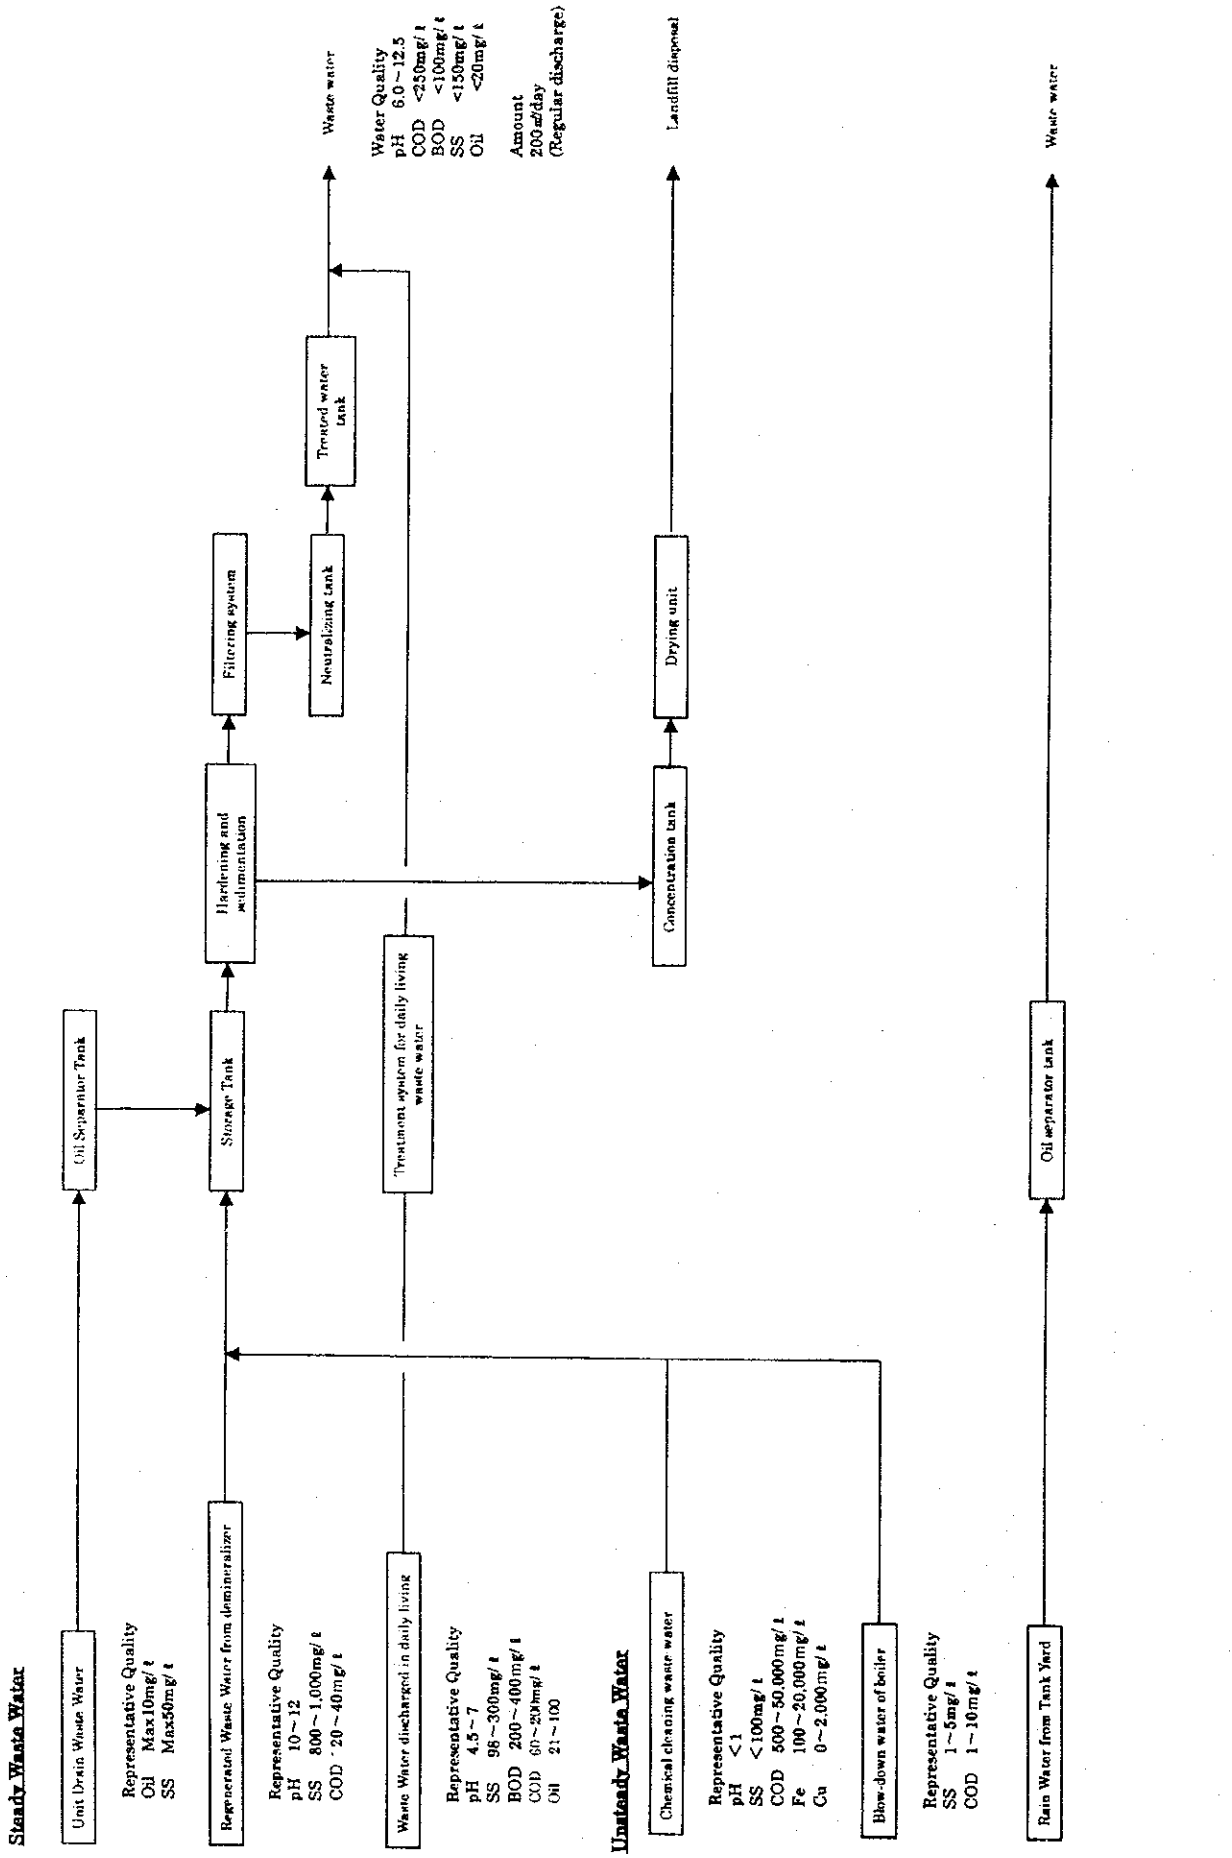 Steady Waste Water
Unit Drain Waste Water
Representative Quality
Oil Max10mg/ℓ
SS Max50mg/ℓ
Oil Separator Tank
Regenerated Waste Water from demineralizer
Representative Quality
pH 10~12
SS 800~1,000mg/ℓ
COD 20~40mg/ℓ
Storage Tank
Hardening and
sedimentation
Filtering system
Neutralizing tank
Treated water
tank
Waste water
Water Quality
pH 6.0~12.5
COD <250mg/ℓ
BOD <100mg/ℓ
SS <150mg/ℓ
Oil <20mg/ℓ
Amount
200㎥/day
(Regular discharge)
Waste Water discharged in daily living
Representative Quality
pH 4.5~7
SS 98~300mg/ℓ
BOD 200~400mg/ℓ
COD 60~200mg/ℓ
Oil 21~100
Treatment system for daily living
waste water
Unsteady Waste Water
Chemical cleaning waste water
Representative Quality
pH <1
SS <100mg/ℓ
COD 500~50,000mg/ℓ
Fe 100~20,000mg/ℓ
Cu 0~2,000mg/ℓ
Concentration tank
Drying unit
Landfill disposal
Blow-down water of boiler
Representative Quality
SS 1~5mg/ℓ
COD 1~10mg/ℓ
Rain Water from Tank Yard
Oil separator tank
Waste water